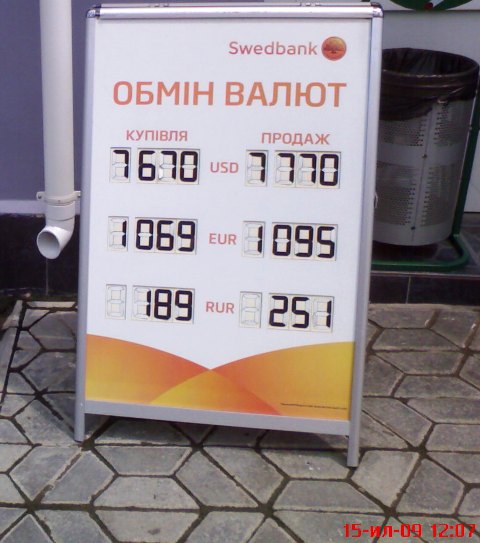 Swedbank
ОБМІН ВАЛЮТ
КУПІВЛЯ ПРОДАЖ
7670 USD 7770
1069 EUR 1095
189 RUR 251
15-ил-09 12:07